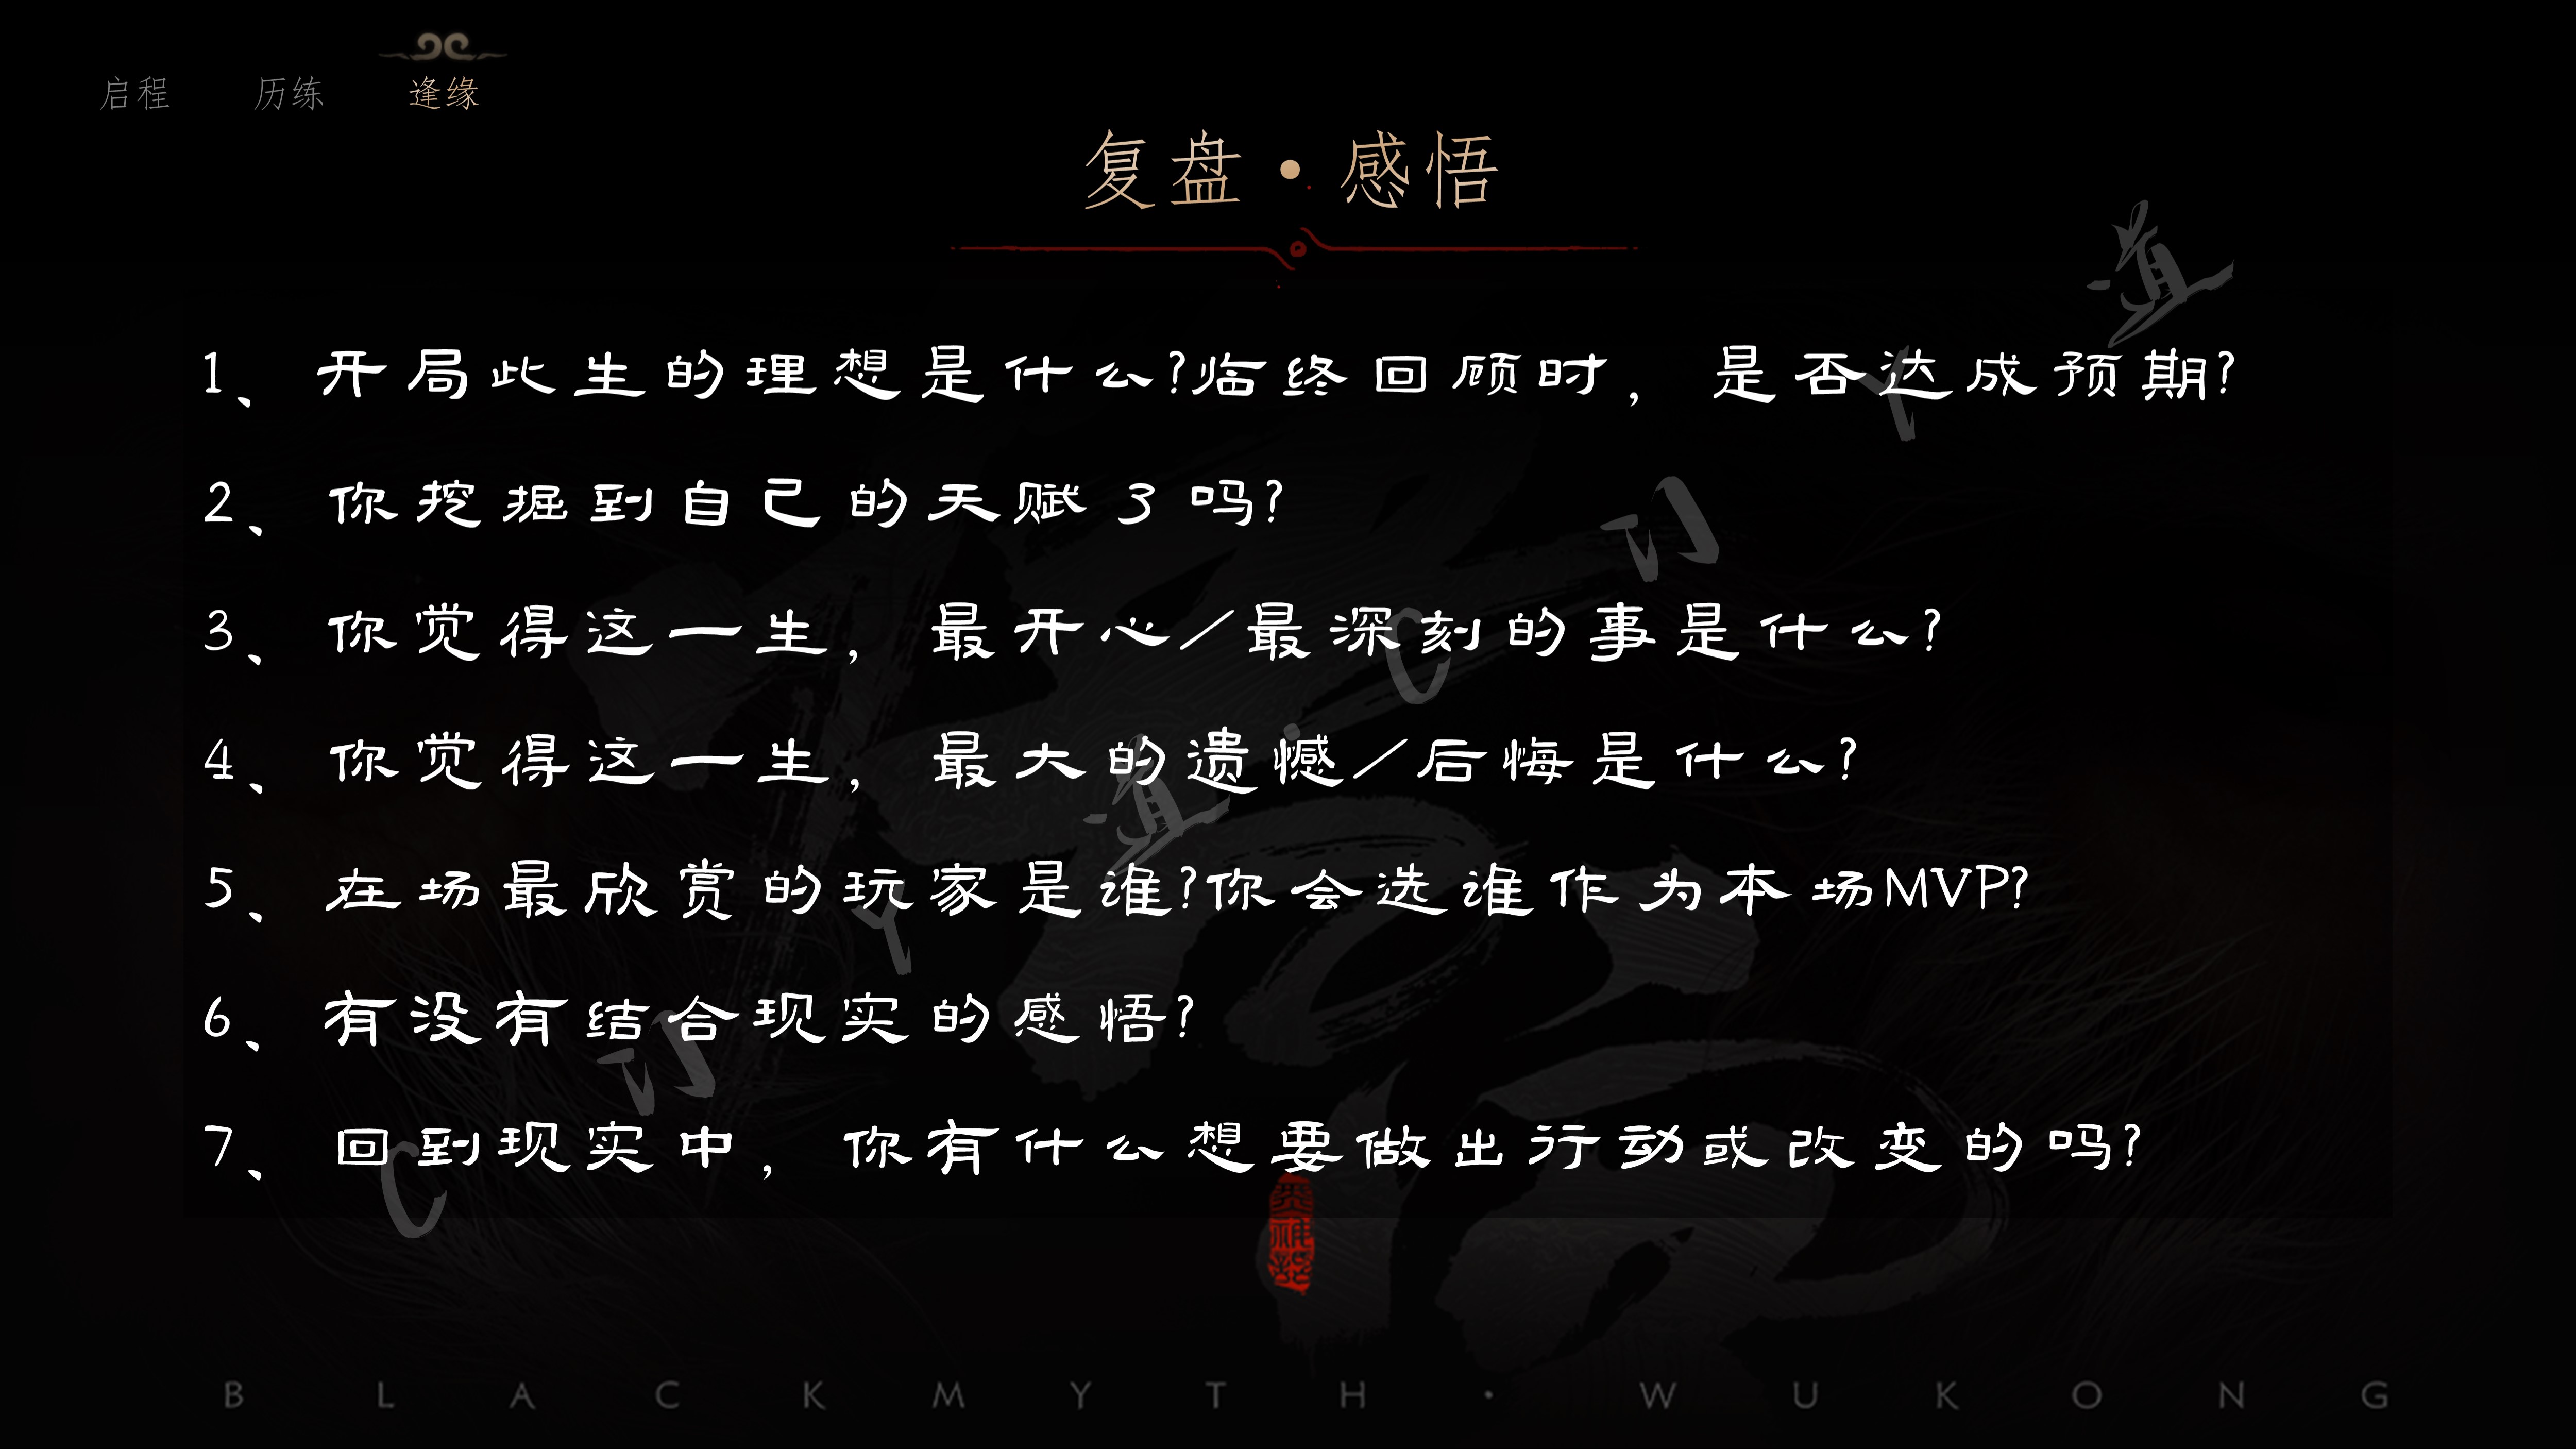 启程 历练 逢缘
复盘·感悟
1、开局此生的理想是什么?临终回顾时,是否达成预期?
2、你挖掘到自己的天赋了吗?
3、你觉得这一生,最开心/最深刻的事是什么?
4、你觉得这一生,最大的遗憾/后悔是什么?
5、在场最欣赏的玩家是谁?你会选谁作为本场MVP?
6、有没有结合现实的感悟?
7、回到现实中,你有什么想要做出行动或改变的吗?
BLACKMYTH·WUKONG